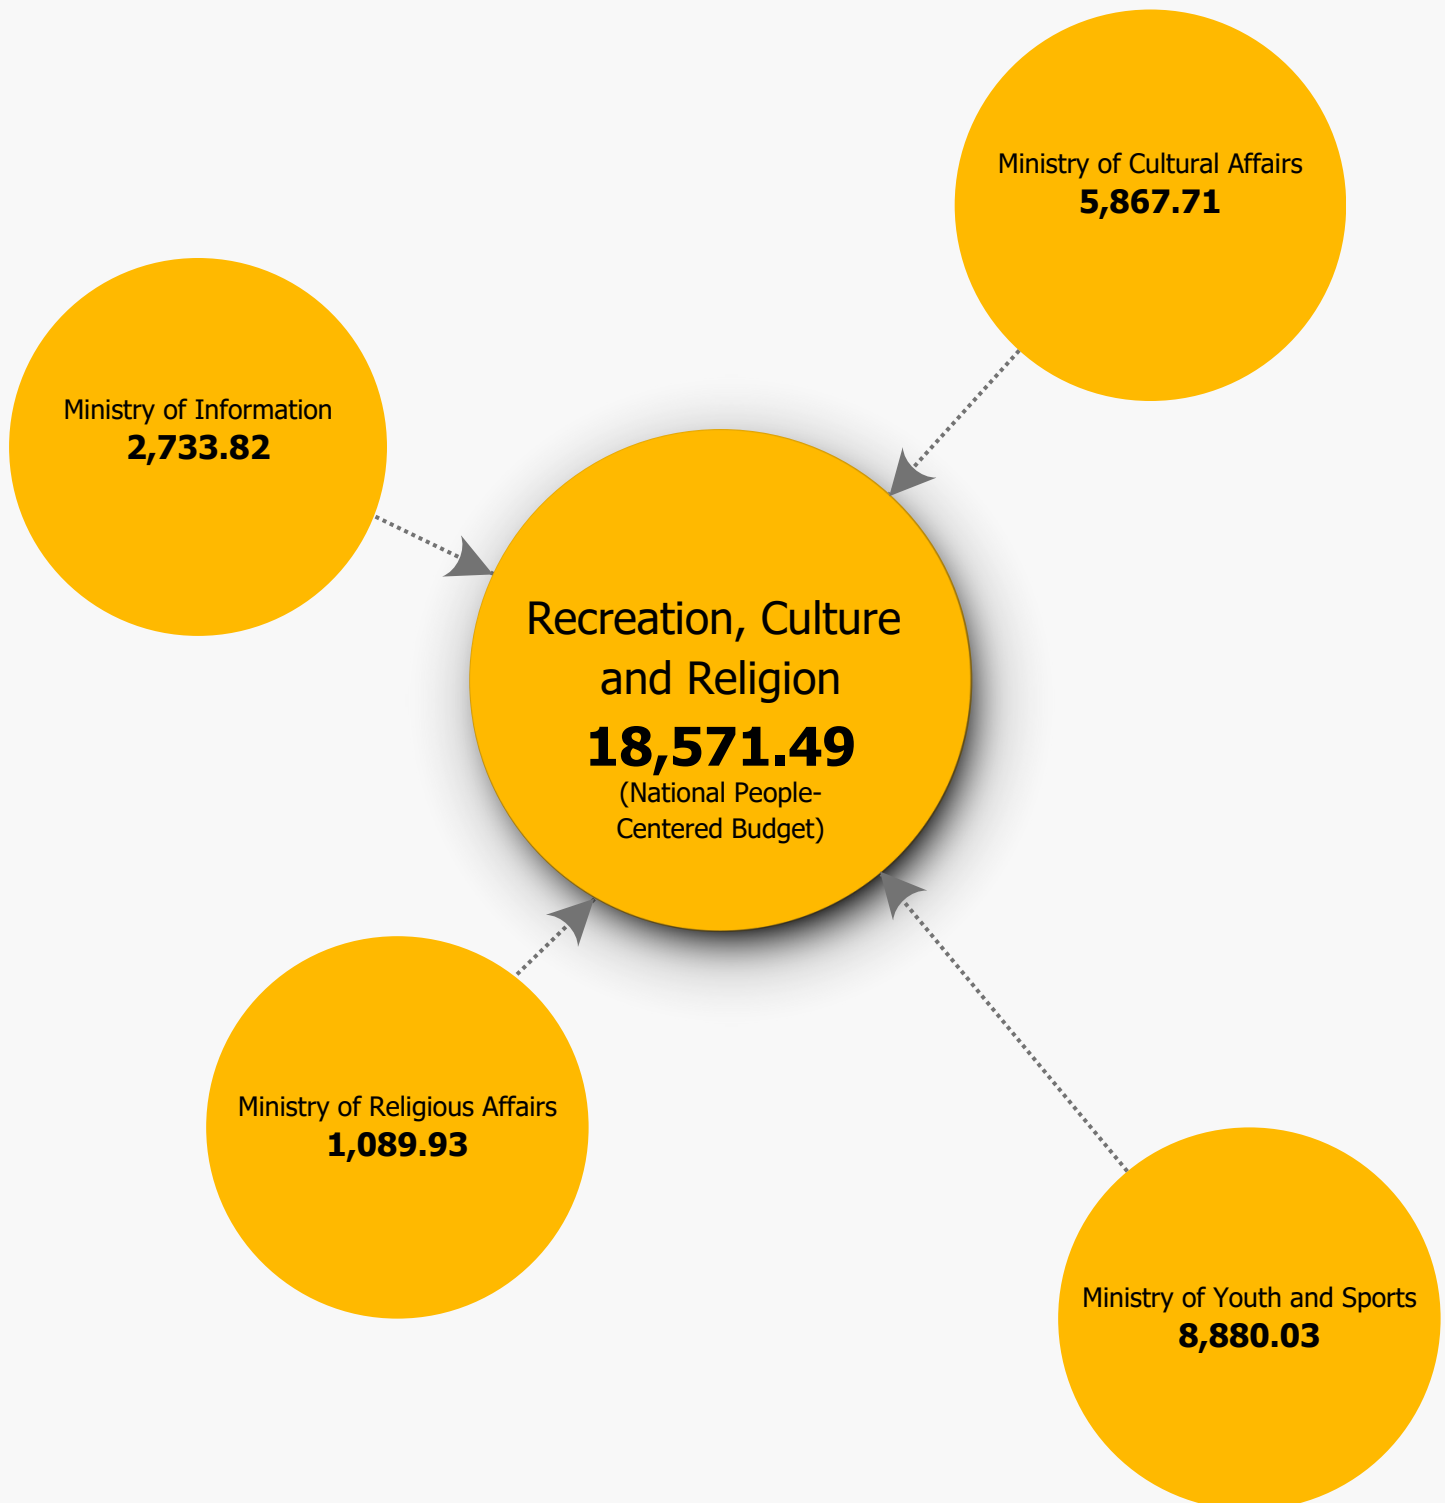 Ministry of Cultural Affairs
5,867.71
Ministry of Information
2,733.82
Recreation, Culture
and Religion
18,571.49
(National People-
Centered Budget)
Ministry of Religious Affairs
1,089.93
Ministry of Youth and Sports
8,880.03